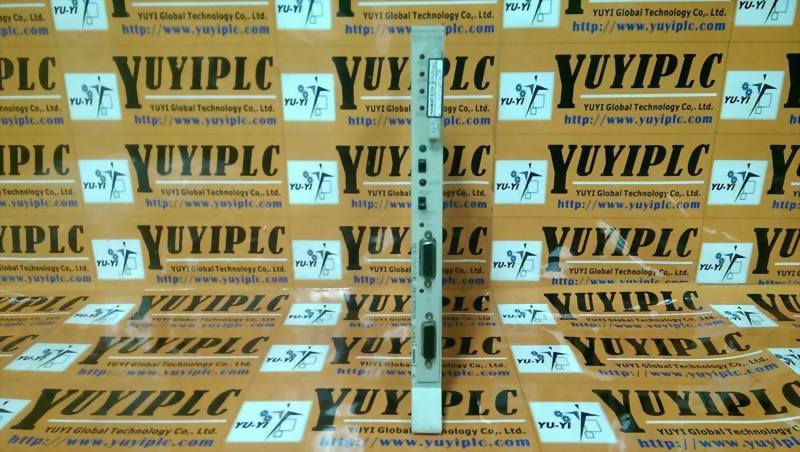 YUYIPLC
YUYI Global Technology Co,. Ltd.
http://www.yuyiplc.com
YU-YI